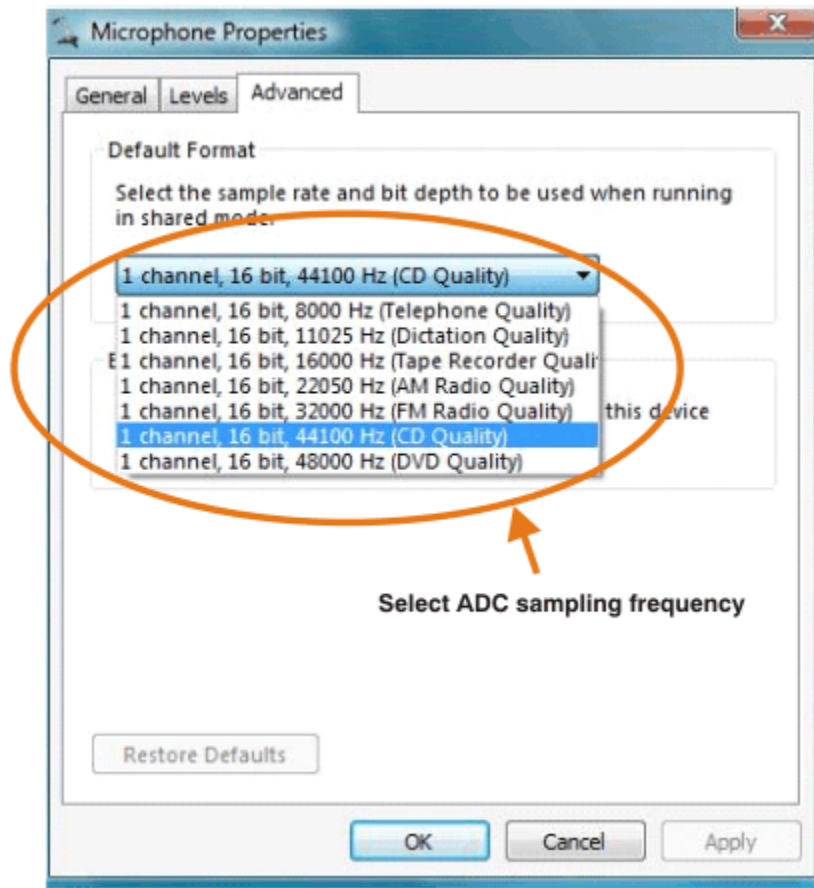 Microphone Properties
General Levels Advanced
Default Format
Select the sample rate and bit depth to be used when running
in shared mode.
1 channel, 16 bit, 44100 Hz (CD Quality)
1 channel, 16 bit, 8000 Hz (Telephone Quality)
1 channel, 16 bit, 11025 Hz (Dictation Quality)
1 channel, 16 bit, 16000 Hz (Tape Recorder
1 channel, 16 bit, 22050 Hz (AM Radio Quality)
1 channel, 16 bit, 32000 Hz (FM Radio Quality) this device
1 channel, 16 bit, 44100 Hz (CD Quality)
1 channel, 16 bit, 48000 Hz (DVD Quality)
Select ADC sampling frequency
Restore Defaults
OK Cancel Apply